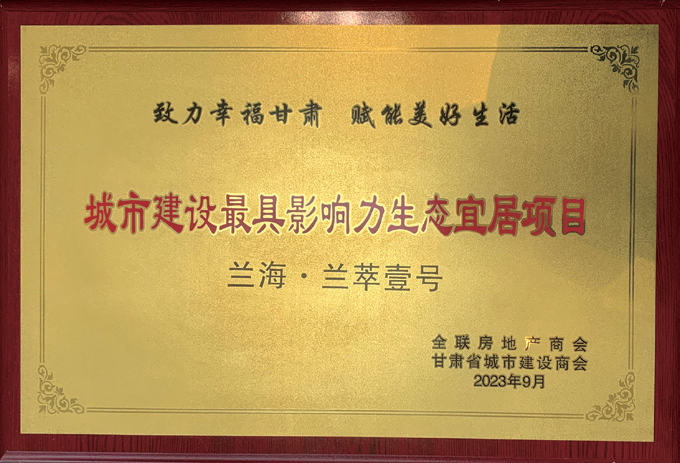 致力幸福甘肃 赋能美好生活
城市建设最具影响力生态宜居项目
兰海·兰萃壹号
全联房地产商会
甘肃省城市建设商会
2023年9月